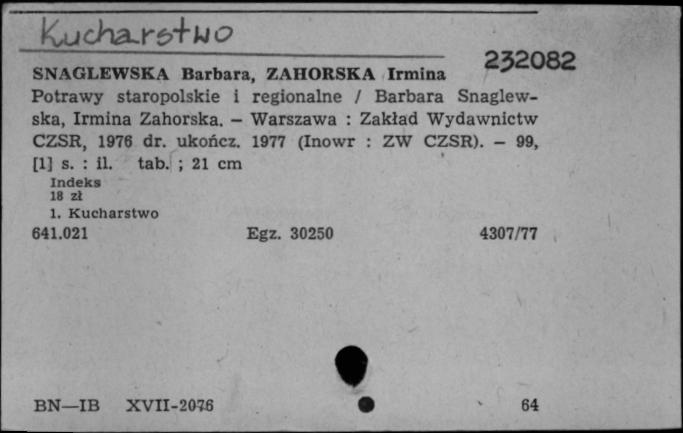 Kucharstwo
232082
SNAGLEWSKA Barbara, ZAHORSKA Irmina
Potrawy staropolskie i regionalne / Barbara Snaglew-
ska, Irmina Zahorska. — Warszawa : Zakład Wydawnictw
CZSR, 1976 dr. ukończ. 1977 (Inowr : ZW CZSR). — 99,
[1] s. : il. tab. ; 21 cm
Indeks
18 zł
1. Kucharstwo
641.021 Egz. 30250 4307/77
BN—IB XVII-2076 64